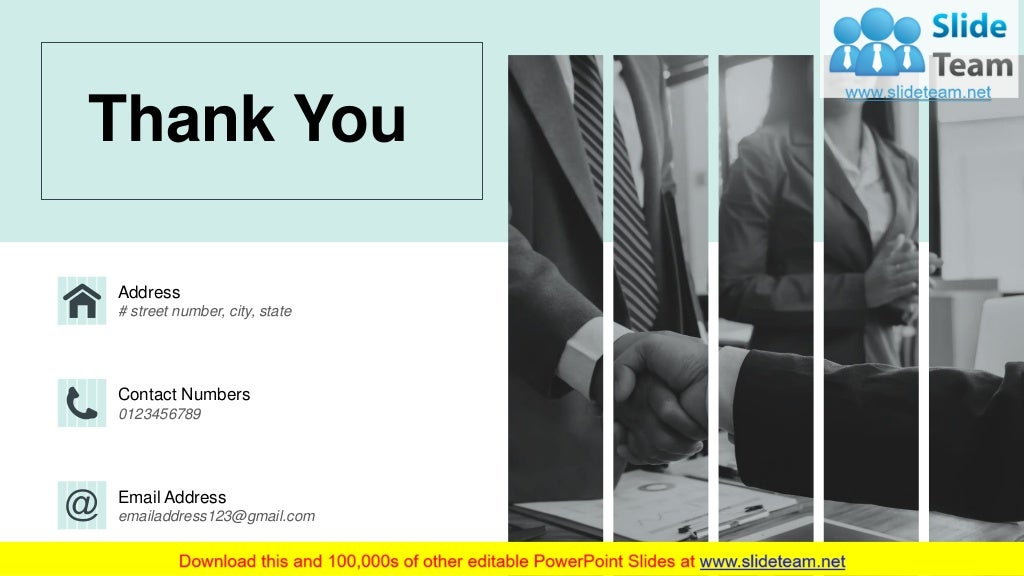 Slide
Team
www.slideteam.net
Thank You
Address
# street number, city, state
Contact Numbers
0123456789
@
Email Address
emailaddress123@gmail.com
Download this and 100,000s of other editable PowerPoint Slides at www.slideteam.net